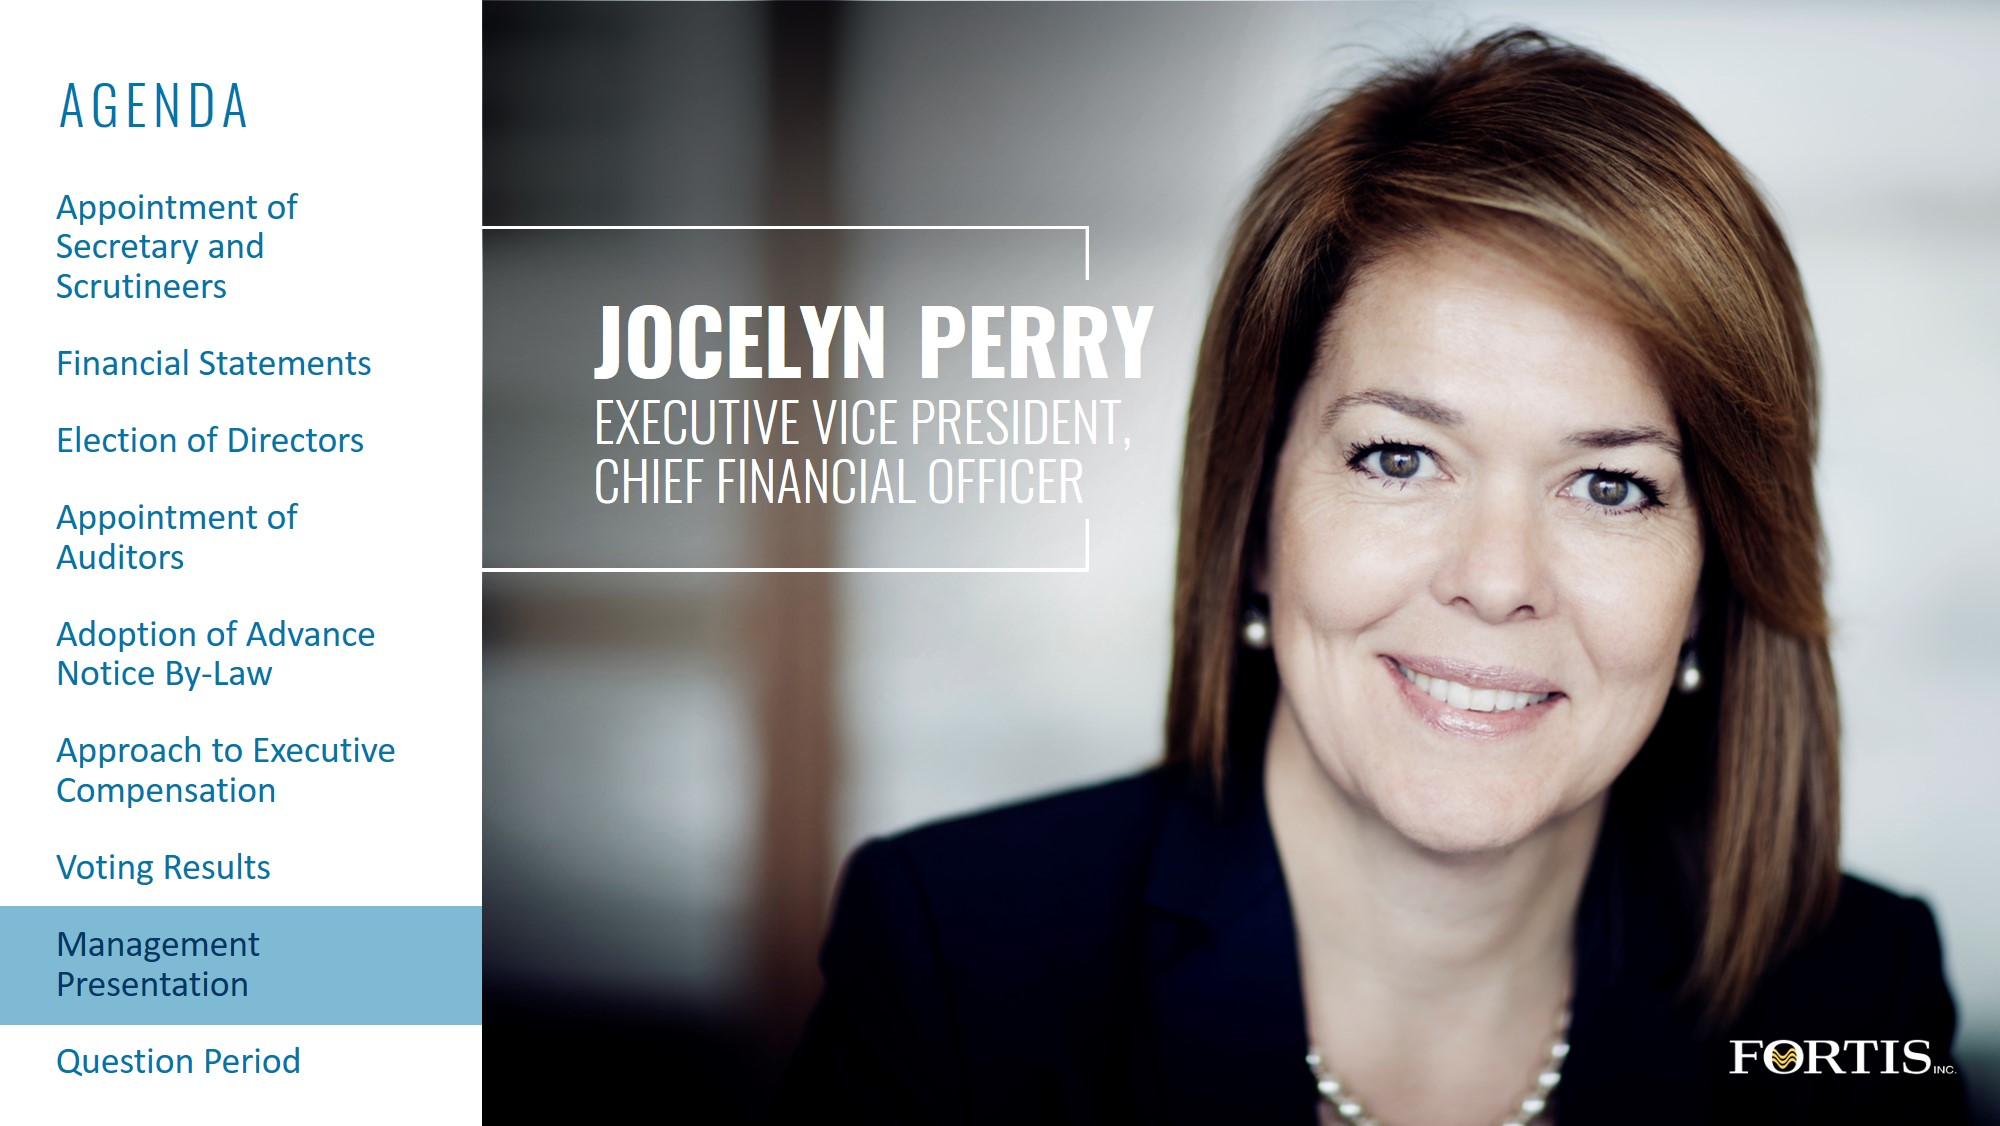 AGENDA
Appointment of
Secretary and
Scrutineers
Financial Statements
Election of Directors
Appointment of
Auditors
Adoption of Advance
Notice By-Law
Approach to Executive
Compensation
Voting Results
Management
Presentation
Question Period
JOCELYN PERRY
EXECUTIVE VICE PRESIDENT,
CHIEF FINANCIAL OFFICER
FORTIS INC.